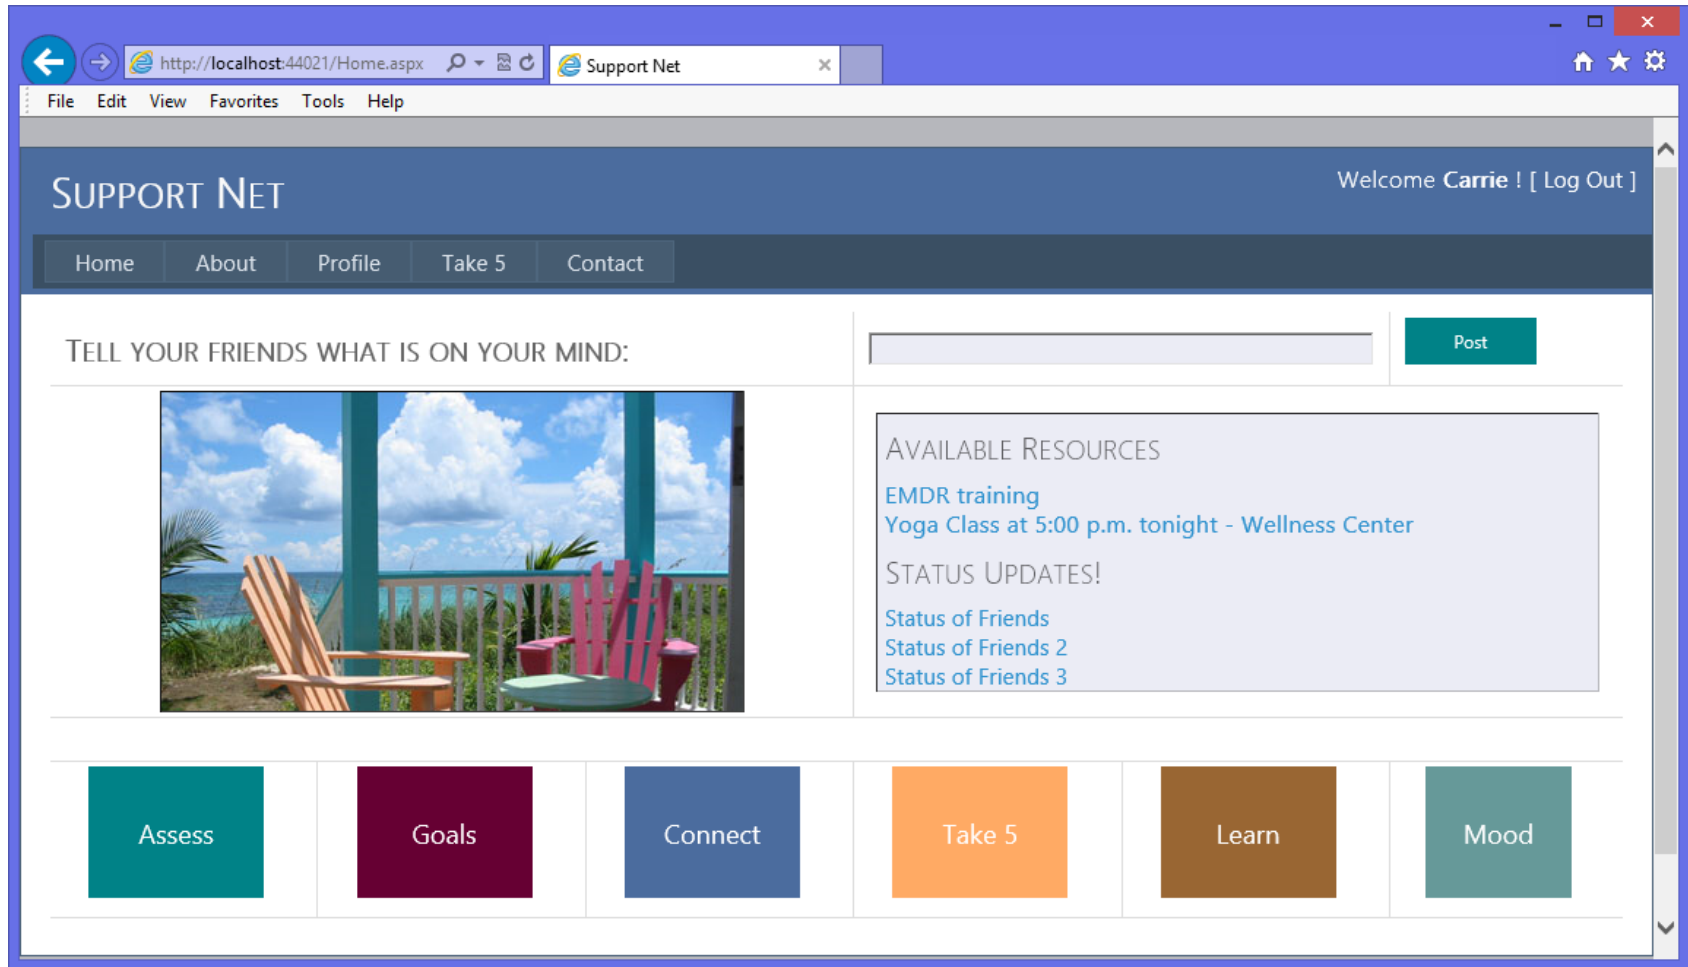 http://localhost:44021/Home.aspx
Support Net
File Edit View Favorites Tools Help
SUPPORT NET
Welcome Carrie ! [ Log Out ]
Home About Profile Take 5 Contact
TELL YOUR FRIENDS WHAT IS ON YOUR MIND:
Post
AVAILABLE RESOURCES
EMDR training
Yoga Class at 5:00 p.m. tonight - Wellness Center
STATUS UPDATES!
Status of Friends
Status of Friends 2
Status of Friends 3
Assess Goals Connect Take 5 Learn Mood